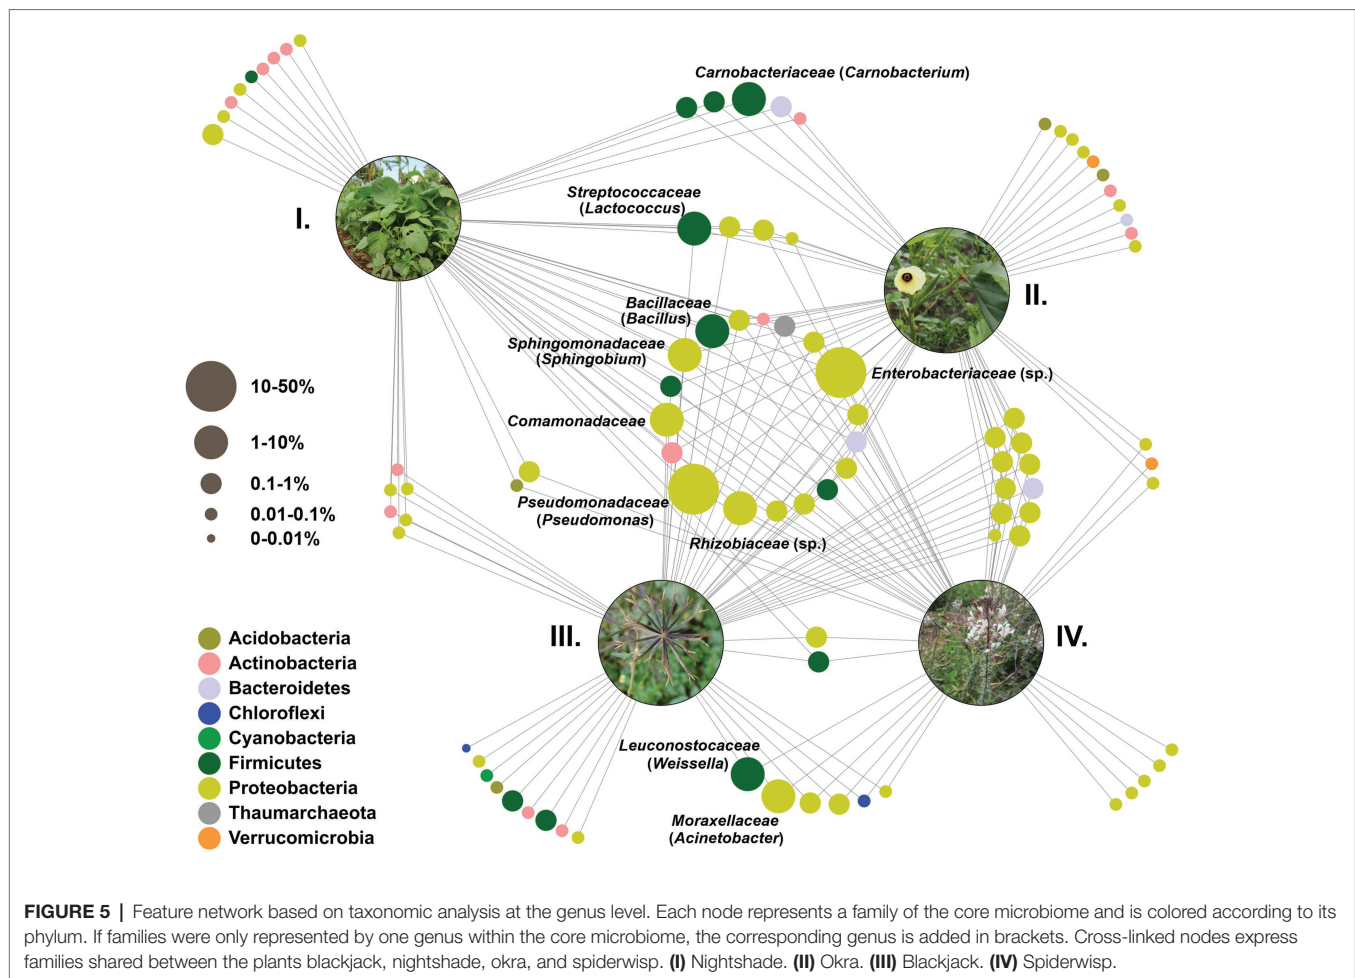 Carnobacteriaceae (Carnobacterium)
Streptococcaceae
(Lactococcus)
I.
II.
Bacillaceae
(Bacillus)
Sphingomonadaceae
(Sphingobium)
Enterobacteriaceae (sp.)
Comamonadaceae
Pseudomonadaceae
(Pseudomonas)
Rhizobiaceae (sp.)
10-50%
1-10%
0.1-1%
0.01-0.1%
0-0.01%
III.
IV.
Acidobacteria
Actinobacteria
Bacteroidetes
Chloroflexi
Cyanobacteria
Firmicutes
Proteobacteria
Thaumarchaeota
Verrucomicrobia
Leuconostocaceae
(Weissella)
Moraxellaceae
(Acinetobacter)
FIGURE 5 | Feature network based on taxonomic analysis at the genus level. Each node represents a family of the core microbiome and is colored according to its
phylum. If families were only represented by one genus within the core microbiome, the corresponding genus is added in brackets. Cross-linked nodes express
families shared between the plants blackjack, nightshade, okra, and spiderwisp. (I) Nightshade. (II) Okra. (III) Blackjack. (IV) Spiderwisp.